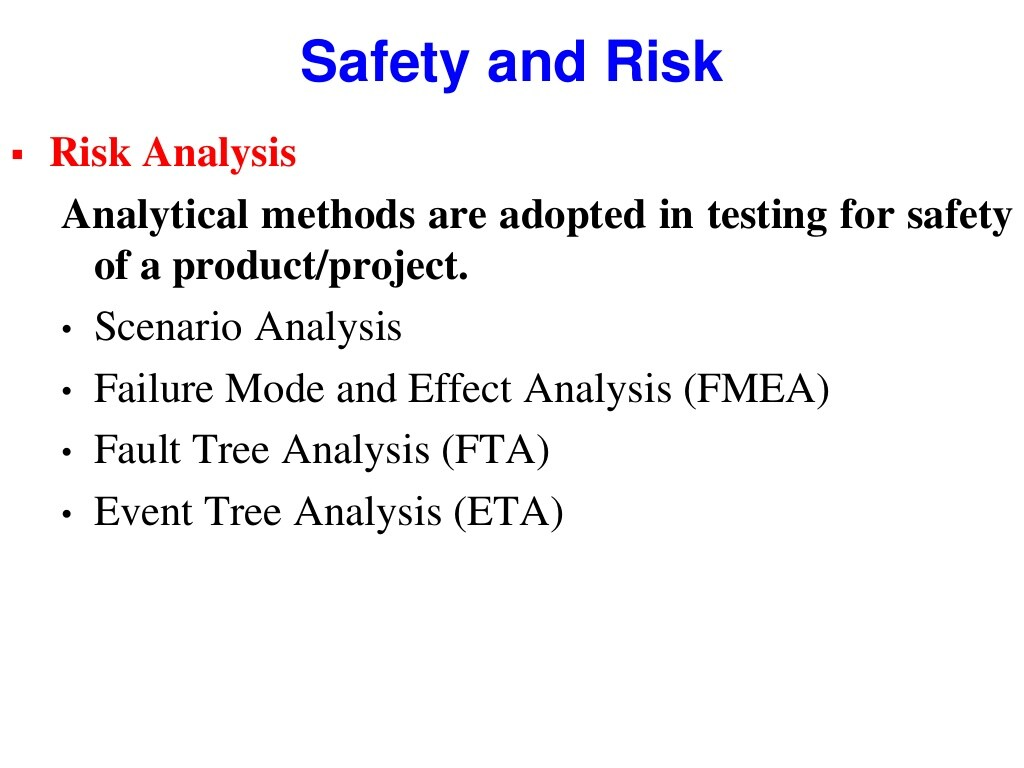 Safety and Risk
▪ Risk Analysis
Analytical methods are adopted in testing for safety
of a product/project.
• Scenario Analysis
• Failure Mode and Effect Analysis (FMEA)
• Fault Tree Analysis (FTA)
• Event Tree Analysis (ETA)